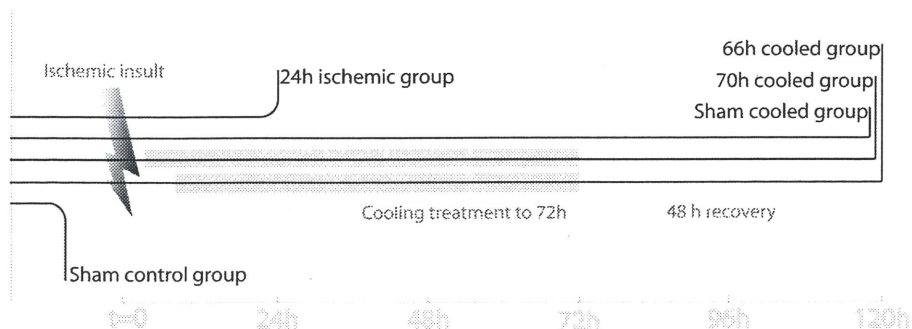 66h cooled group
Ischemic insult
24h ischemic group
70h cooled group
Sham cooled group
Cooling treatment to 72h
48 h recovery
Sham control group
t=0
24h
48h
72h
96h
120h